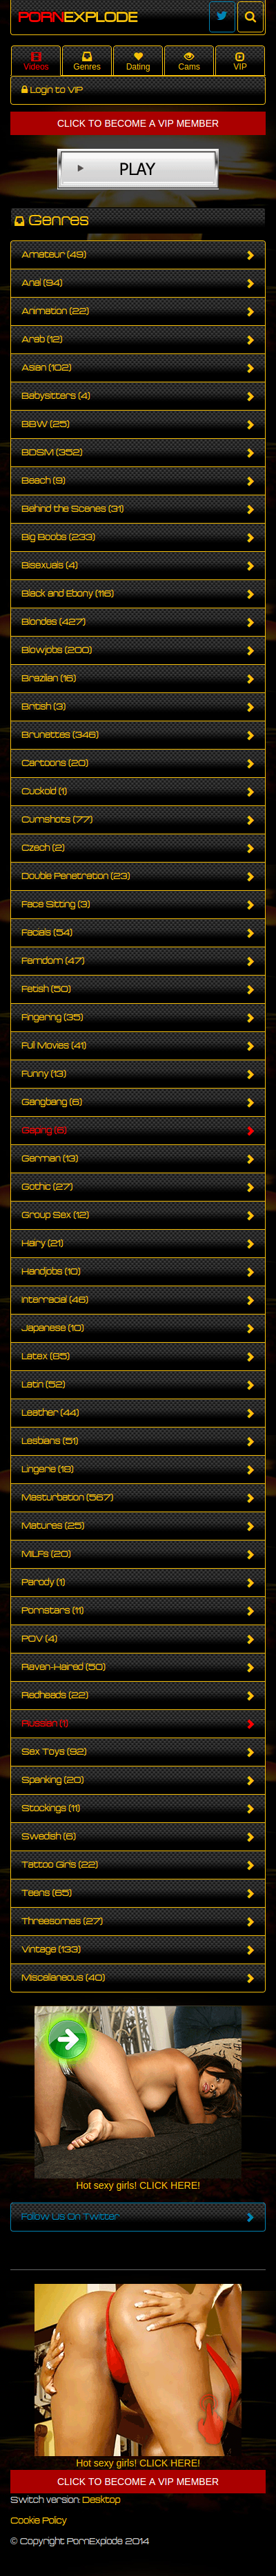 PORNEXPLODE
Videos
Genres
Dating
Cams
VIP
Login to VIP
CLICK TO BECOME A VIP MEMBER
PLAY
Genres
Amateur (49)
Anal (94)
Animation (22)
Arab (12)
Asian (102)
Babysitters (4)
BBW (25)
BDSM (352)
Beach (9)
Behind the Scenes (31)
Big Boobs (233)
Bisexuals (4)
Black and Ebony (116)
Blondes (427)
Blowjobs (200)
Brazilian (16)
British (3)
Brunettes (346)
Cartoons (20)
Cuckold (1)
Cumshots (77)
Czech (2)
Double Penetration (23)
Face Sitting (3)
Facials (54)
Femdom (47)
Fetish (50)
Fingering (35)
Full Movies (41)
Funny (13)
Gangbang (6)
Gaping (6)
German (13)
Gothic (27)
Group Sex (12)
Hairy (21)
Handjobs (10)
Interracial (46)
Japanese (10)
Latex (85)
Latin (52)
Leather (44)
Lesbians (51)
Lingerie (18)
Masturbation (567)
Matures (25)
MILFs (20)
Parody (1)
Pornstars (11)
POV (4)
Raven-Haired (50)
Redheads (22)
Russian (1)
Sex Toys (92)
Spanking (20)
Stockings (11)
Swedish (6)
Tattoo Girls (22)
Teens (65)
Threesomes (27)
Vintage (133)
Miscellaneous (40)
Hot sexy girls! CLICK HERE!
Follow Us On Twitter
Hot sexy girls! CLICK HERE!
CLICK TO BECOME A VIP MEMBER
Switch version: Desktop
Cookie Policy
© Copyright PornExplode 2014